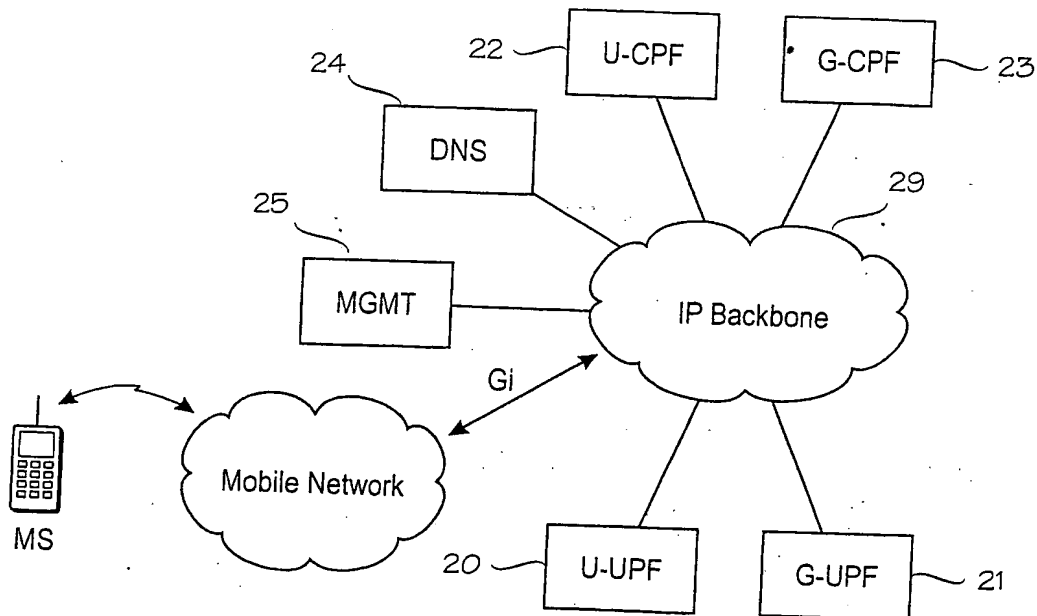 22 U-CPF
G-CPF 23
24
DNS
29
25
MGMT
IP Backbone
Gi
Mobile Network
MS
20 U-UPF
G-UPF 21